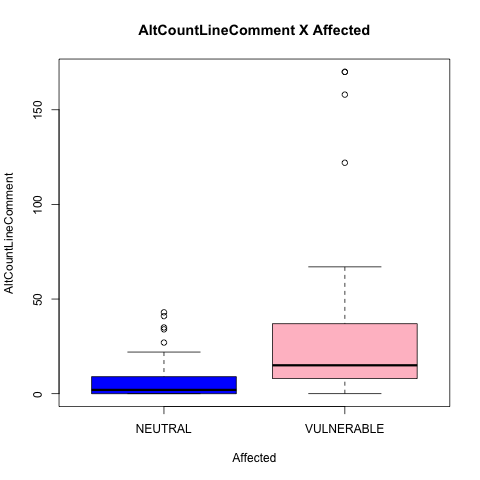 AltCountLineComment X Affected
AltCountLineComment
150
100
50
0
NEUTRAL
VULNERABLE
Affected